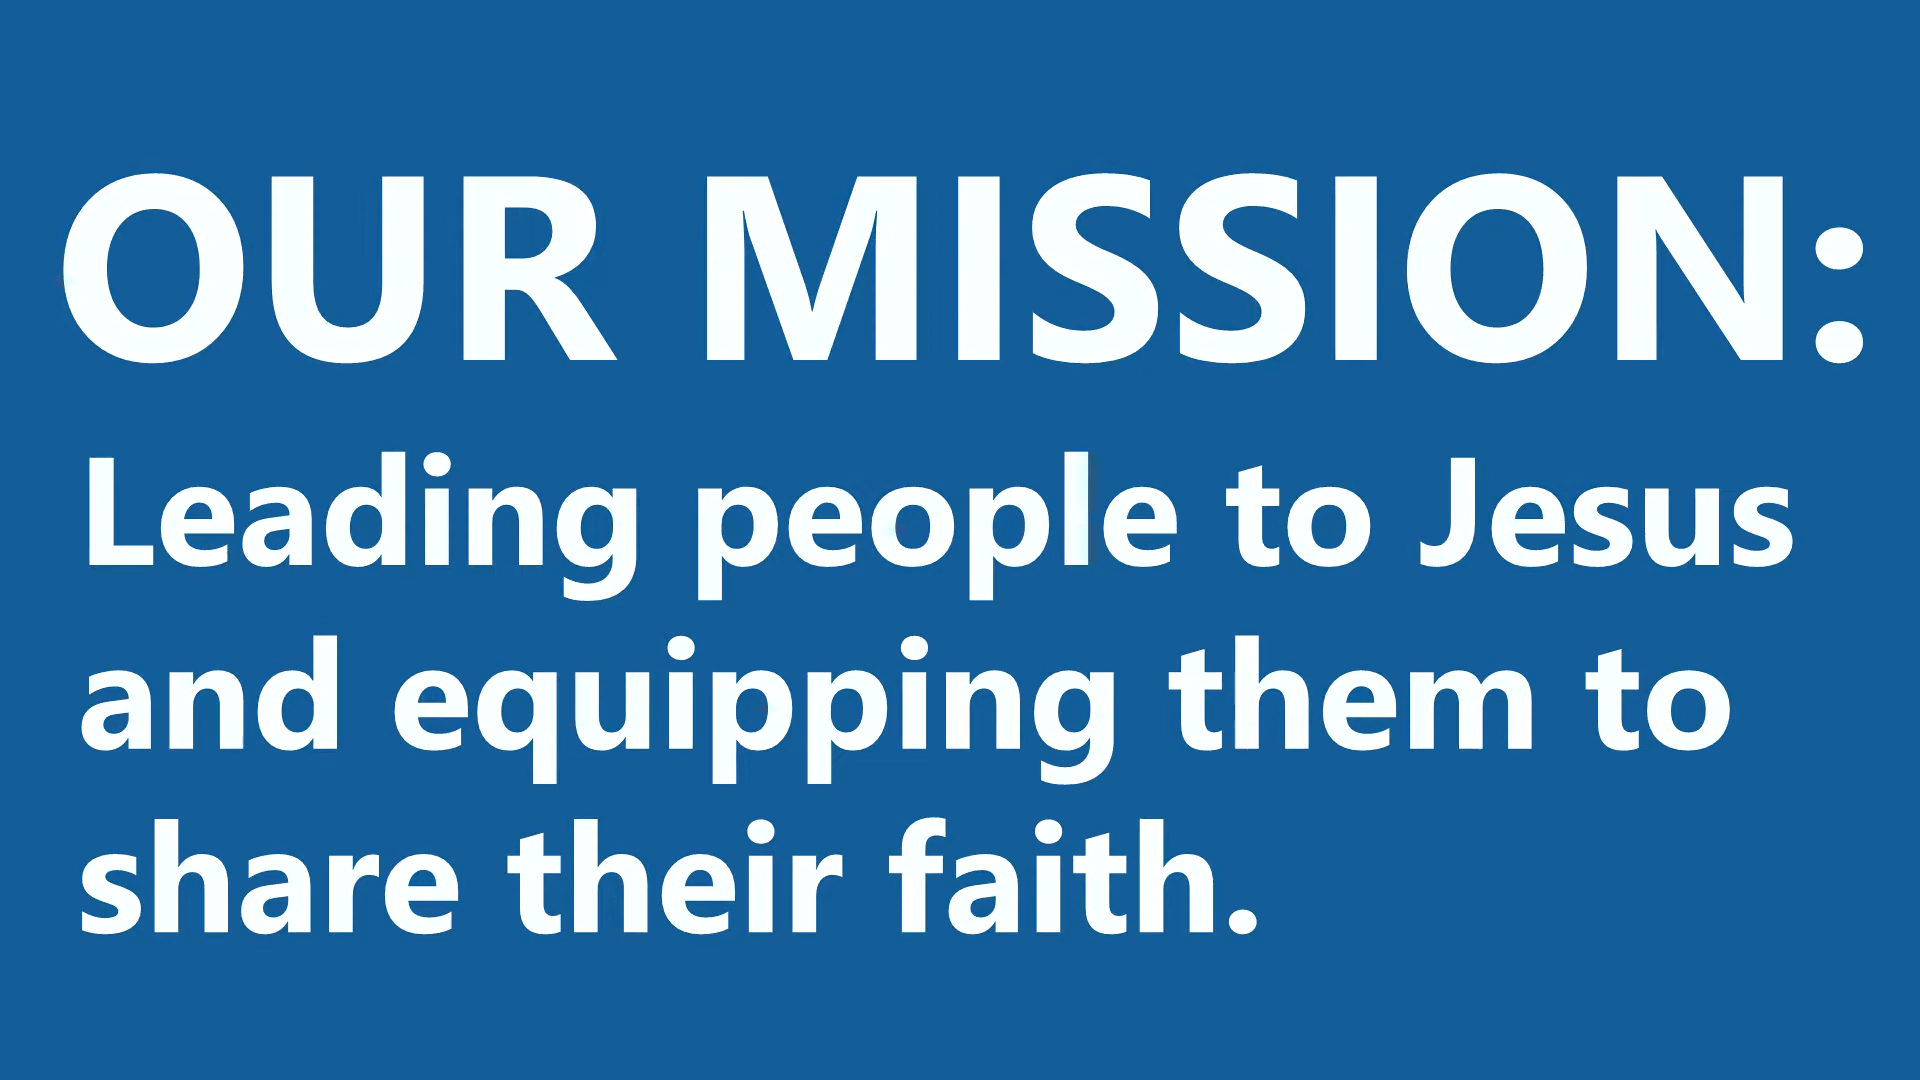 OUR MISSION:
Leading people to Jesus
and equipping them to
share their faith.